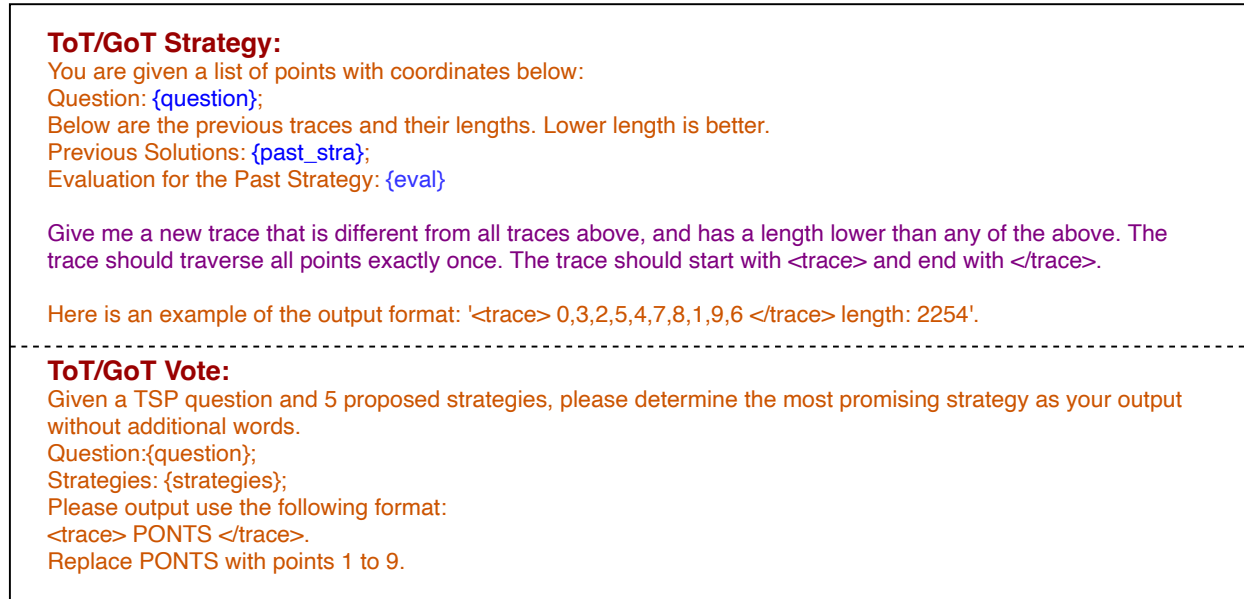 ToT/GoT Strategy:
You are given a list of points with coordinates below:
Question: {question};
Below are the previous traces and their lengths. Lower length is better.
Previous Solutions: {past_stra};
Evaluation for the Past Strategy: {eval}
Give me a new trace that is different from all traces above, and has a length lower than any of the above. The
trace should traverse all points exactly once. The trace should start with <trace> and end with </trace>.
Here is an example of the output format: '<trace> 0,3,2,5,4,7,8,1,9,6 </trace> length: 2254'.
ToT/GoT Vote:
Given a TSP question and 5 proposed strategies, please determine the most promising strategy as your output
without additional words.
Question:{question};
Strategies: {strategies};
Please output use the following format:
<trace> PONTS </trace>.
Replace PONTS with points 1 to 9.